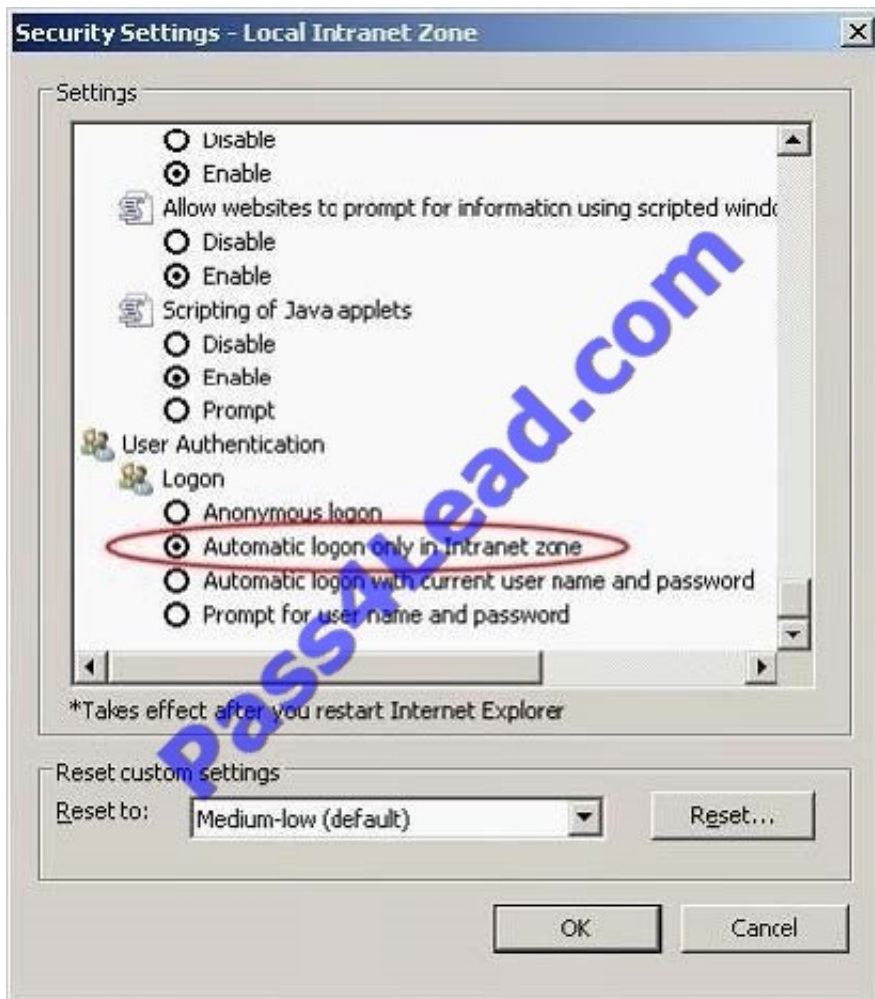 Security Settings - Local Intranet Zone
Settings
Disable
Enable
Allow websites to prompt for information using scripted windo
Disable
Enable
Scripting of Java applets
Disable
Enable
Prompt
User Authentication
Logon
Anonymous logon
Automatic logon only in Intranet zone
Automatic logon with current user name and password
Prompt for user name and password
*Takes effect after you restart Internet Explorer
Reset custom settings
Reset to:
Medium-low (default)
Reset...
OK
Cancel
Pass4Lead.com